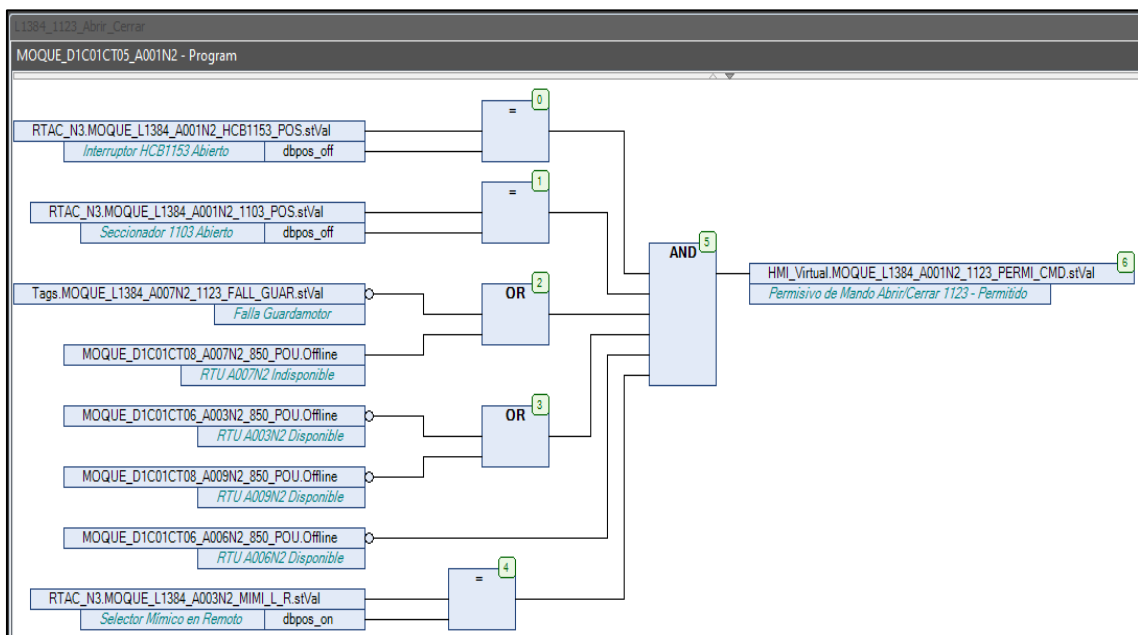 L1384_1123_Abrir_Cerrar
MOQUE_D1C01CT05_A001N2 - Program
0
=
RTAC_N3.MOQUE_L1384_A001N2_HCB1153_POS.stVal
Interruptor HCB1153 Abierto
dbpos_off
1
=
RTAC_N3.MOQUE_L1384_A001N2_1103_POS.stVal
Seccionador 1103 Abierto
dbpos_off
AND
5
HMI_Virtual.MOQUE_L1384_A001N2_1123_PERMI_CMD.stVal
6
Permisivo de Mando Abrir/Cerrar 1123 - Permitido
OR
2
Tags.MOQUE_L1384_A007N2_1123_FALL_GUAR.stVal
Falla Guardamotor
MOQUE_D1C01CT08_A007N2_850_POU.Offline
RTU A007N2 Indisponible
OR
3
MOQUE_D1C01CT06_A003N2_850_POU.Offline
RTU A003N2 Disponible
MOQUE_D1C01CT08_A009N2_850_POU.Offline
RTU A009N2 Disponible
MOQUE_D1C01CT06_A006N2_850_POU.Offline
RTU A006N2 Disponible
4
=
RTAC_N3.MOQUE_L1384_A003N2_MIMI_L_R.stVal
Selector Mímico en Remoto
dbpos_on